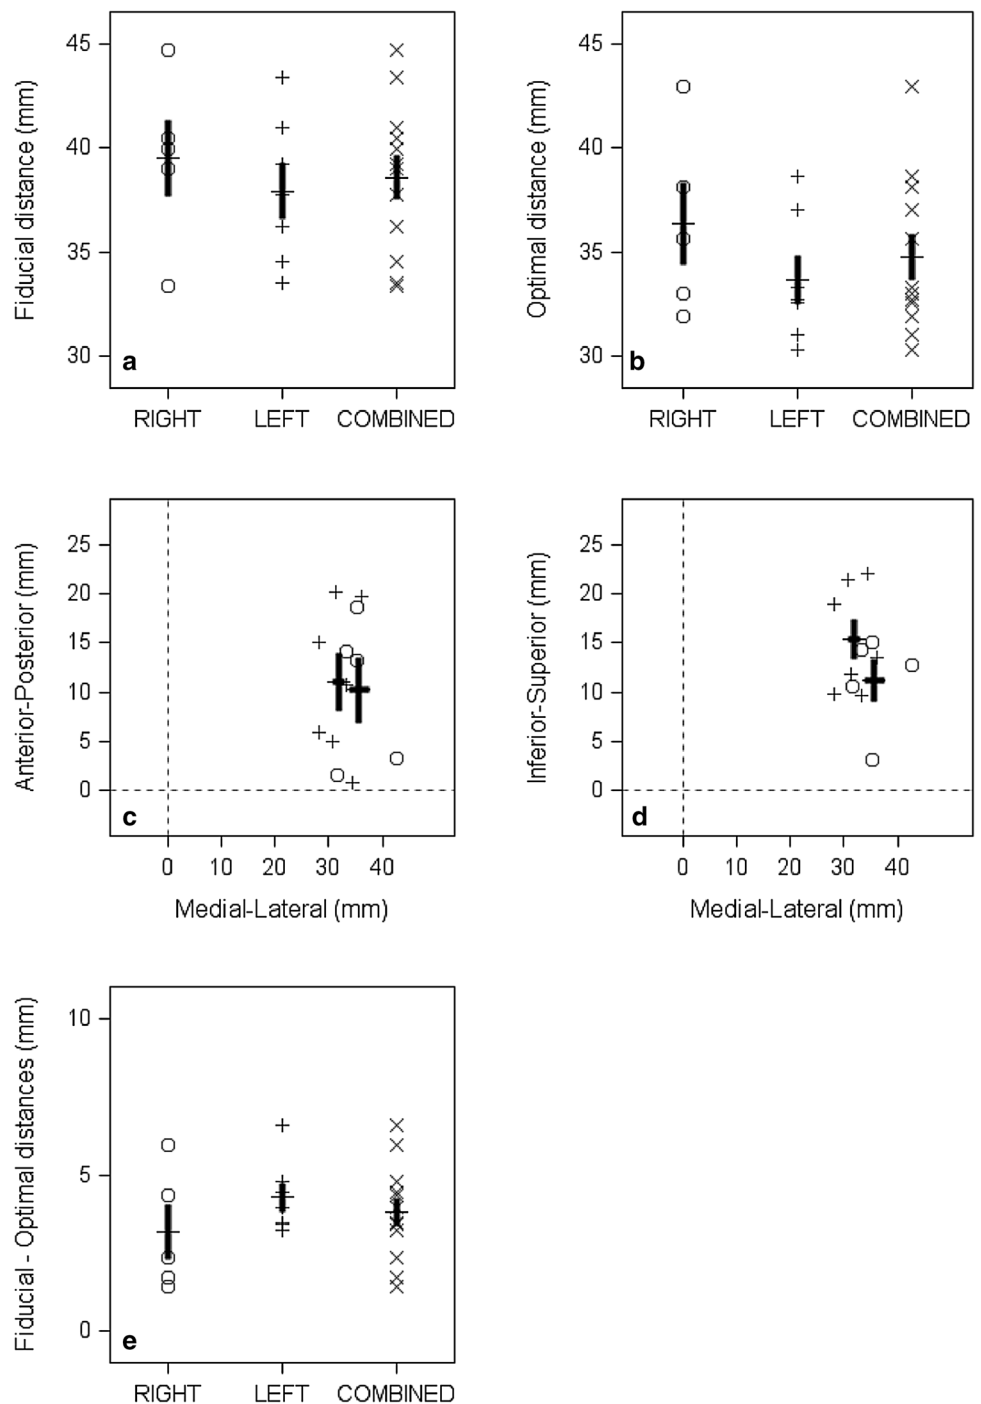 Fiducial distance (mm)
45
40
35
30
a
RIGHT LEFT COMBINED
Optimal distance (mm)
45
40
35
30
b
RIGHT LEFT COMBINED
Anterior-Posterior (mm)
25
20
15
10
5
0
c
0 10 20 30 40
Medial-Lateral (mm)
Inferior-Superior (mm)
25
20
15
10
5
0
d
0 10 20 30 40
Medial-Lateral (mm)
Fiducial - Optimal distances (mm)
10
5
0
e
RIGHT LEFT COMBINED